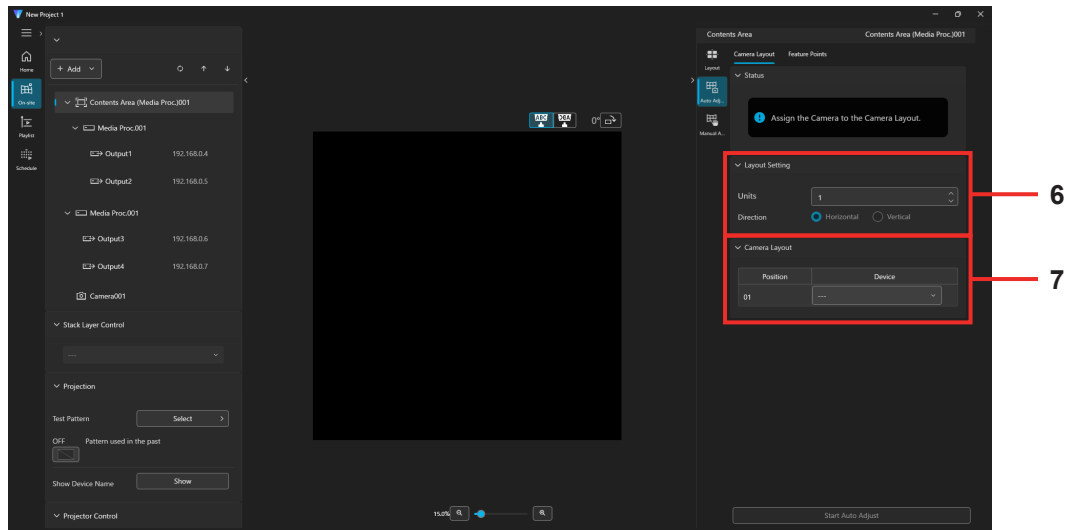 New Project 1
Home
On-site
Playlist
Schedule
+ Add
Contents Area (Media Proc.)001
Media Proc.001
Output1 192.168.0.4
Output2 192.168.0.5
Media Proc.001
Output3 192.168.0.6
Output4 192.168.0.7
Camera001
Stack Layer Control
---
Projection
Test Pattern Select
OFF Pattern used in the past
Show Device Name Show
Projector Control
ABC
0°
15.0%
Contents Area Contents Area (Media Proc.)001
Layout
Auto Adj...
Manual A...
Camera Layout Feature Points
Status
Assign the Camera to the Camera Layout.
Layout Setting
Units 1
Direction Horizontal Vertical
6
Camera Layout
Position Device
01 ---
7
Start Auto Adjust